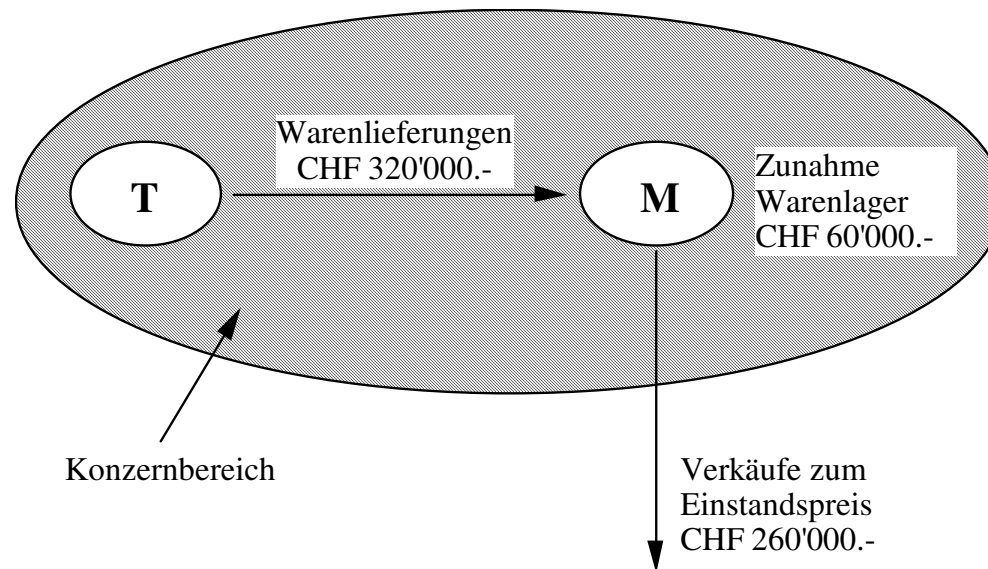 Warenlieferungen
CHF 320'000.-
T
M
Zunahme
Warenlager
CHF 60'000.-
Konzernbereich
Verkäufe zum
Einstandspreis
CHF 260'000.-